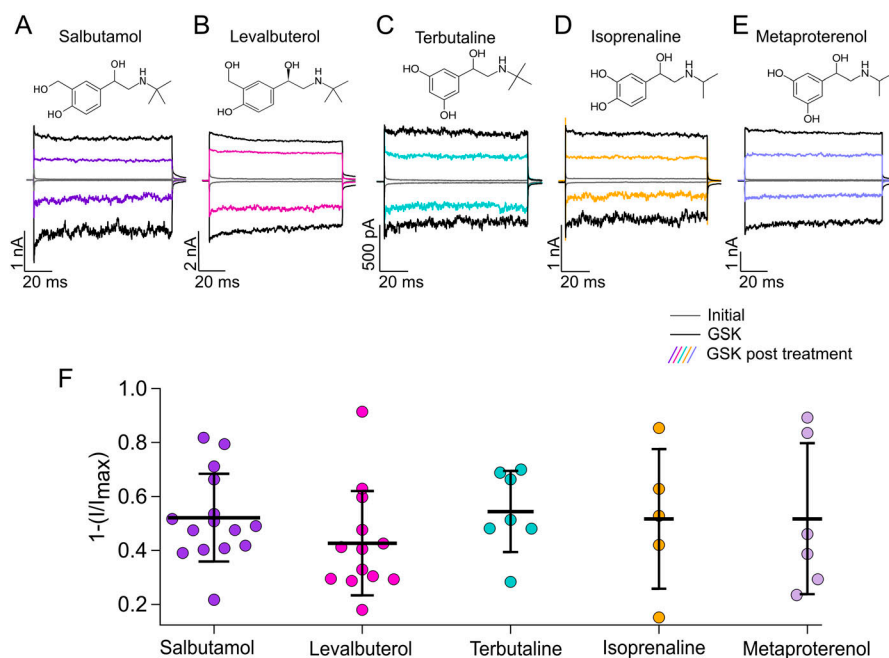 A Salbutamol
B Levalbuterol
C Terbutaline
D Isoprenaline
E Metaproterenol
OH
HO
H
N
HO
OH
HO
H
N
HO
OH
HO
H
N
OH
OH
HO
H
N
HO
OH
HO
H
N
OH
1 nA
20 ms
2 nA
20 ms
500 pA
20 ms
1 nA
20 ms
1 nA
20 ms
Initial
GSK
GSK post treatment
F
1-(I/Imax)
1.0
0.8
0.6
0.4
0.2
Salbutamol
Levalbuterol
Terbutaline
Isoprenaline
Metaproterenol